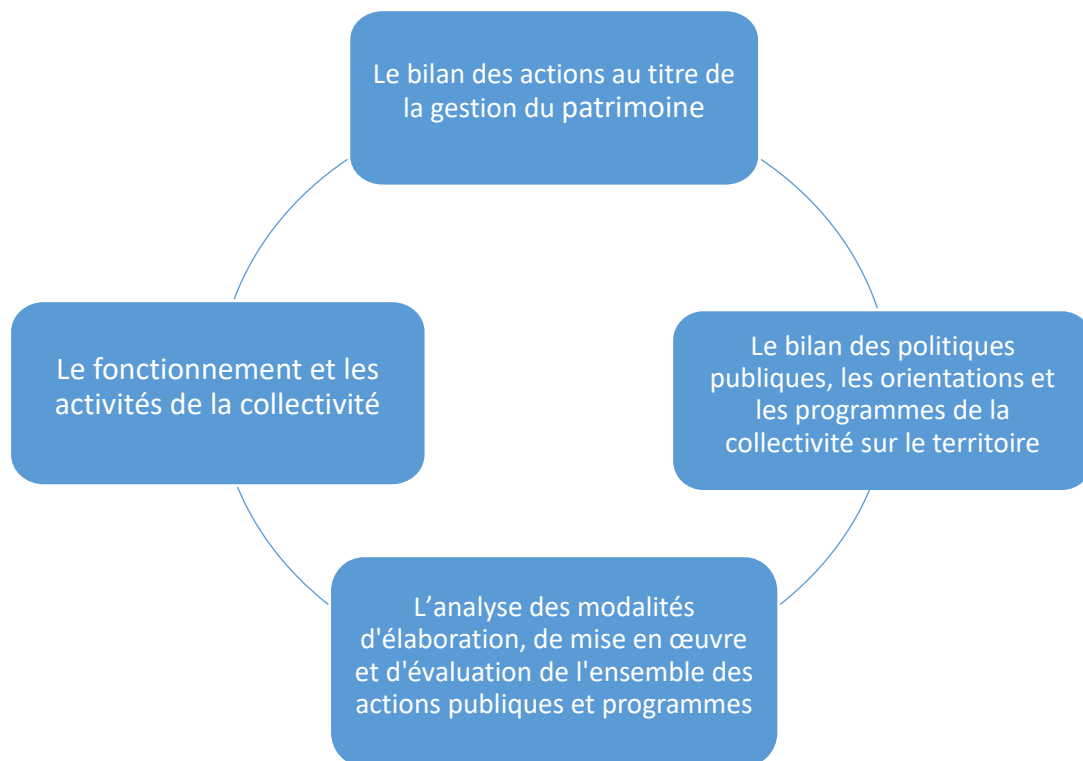 Le bilan des actions au titre de
la gestion du patrimoine
Le fonctionnement et les
activités de la collectivité
Le bilan des politiques
publiques, les orientations et
les programmes de la
collectivité sur le territoire
L’analyse des modalités
d'élaboration, de mise en œuvre
et d'évaluation de l'ensemble des
actions publiques et programmes